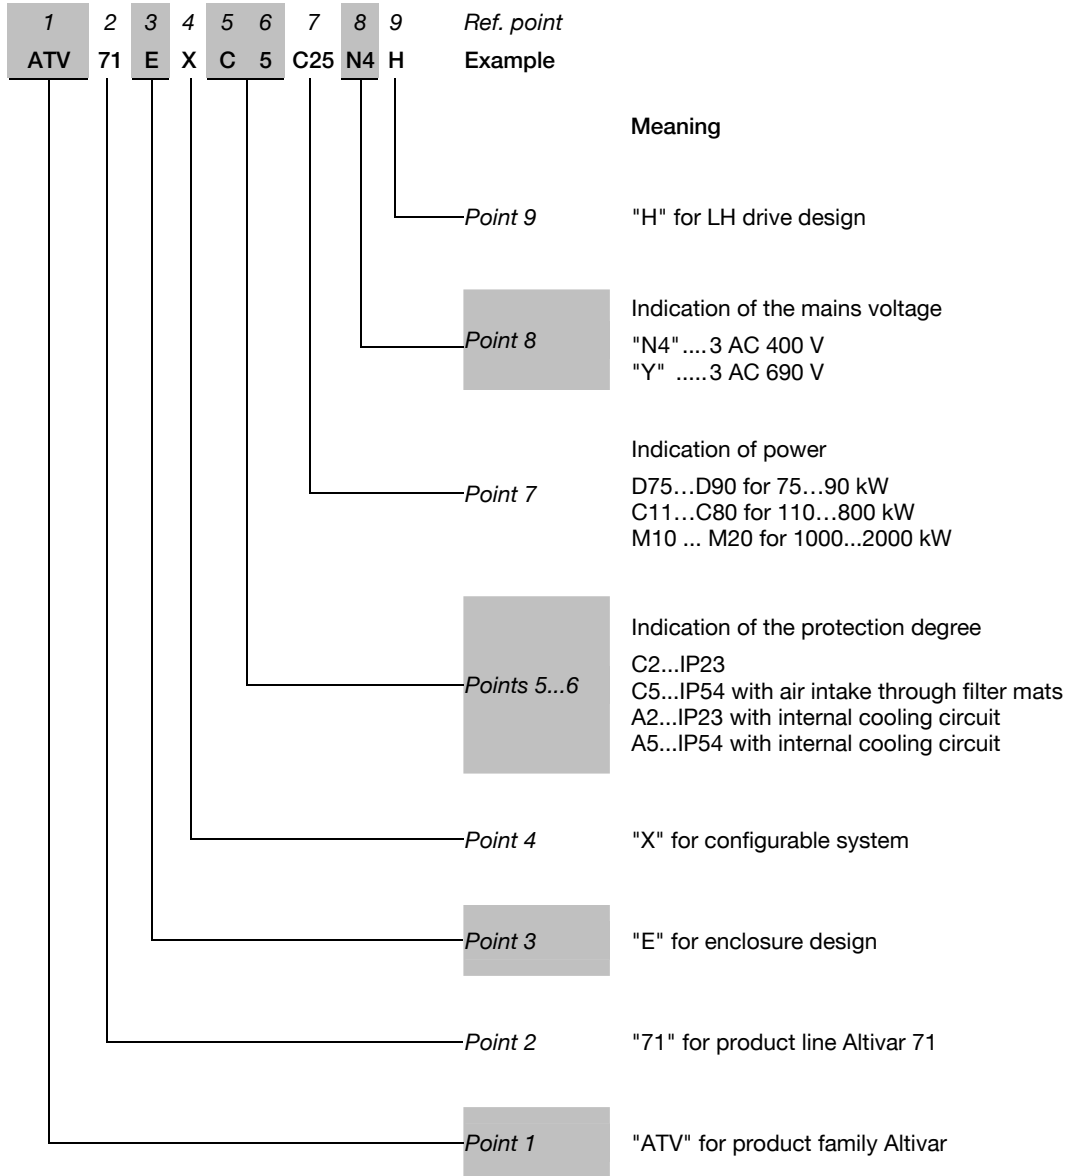 1 2 3 4 5 6 7 8 9 Ref. point
ATV 71 E X C 5 C25 N4 H Example
Meaning
Point 9 "H" for LH drive design
Indication of the mains voltage
Point 8
"N4"....3 AC 400 V
"Y" .....3 AC 690 V
Indication of power
Point 7
D75…D90 for 75…90 kW
C11…C80 for 110…800 kW
M10 ... M20 for 1000...2000 kW
Indication of the protection degree
C2...IP23
Points 5...6
C5...IP54 with air intake through filter mats
A2...IP23 with internal cooling circuit
A5...IP54 with internal cooling circuit
Point 4 "X" for configurable system
Point 3 "E" for enclosure design
Point 2 "71" for product line Altivar 71
Point 1 "ATV" for product family Altivar